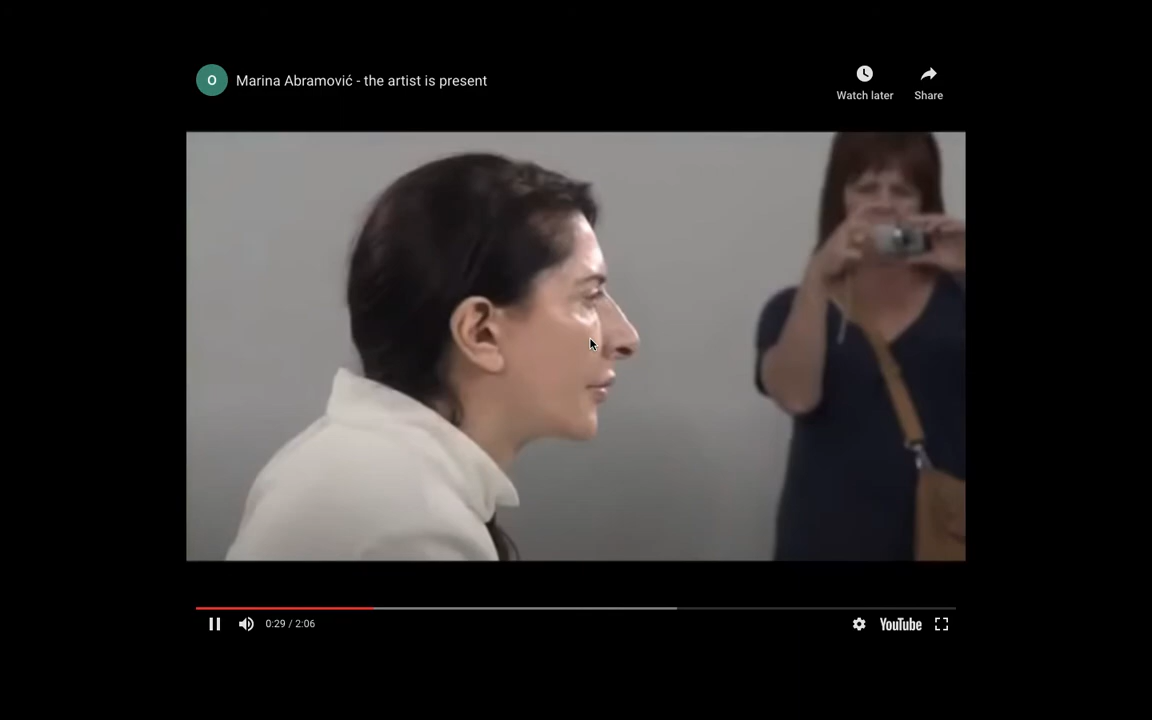 O
Marina Abramović - the artist is present
Watch later
Share
0:29 / 2:06
YouTube